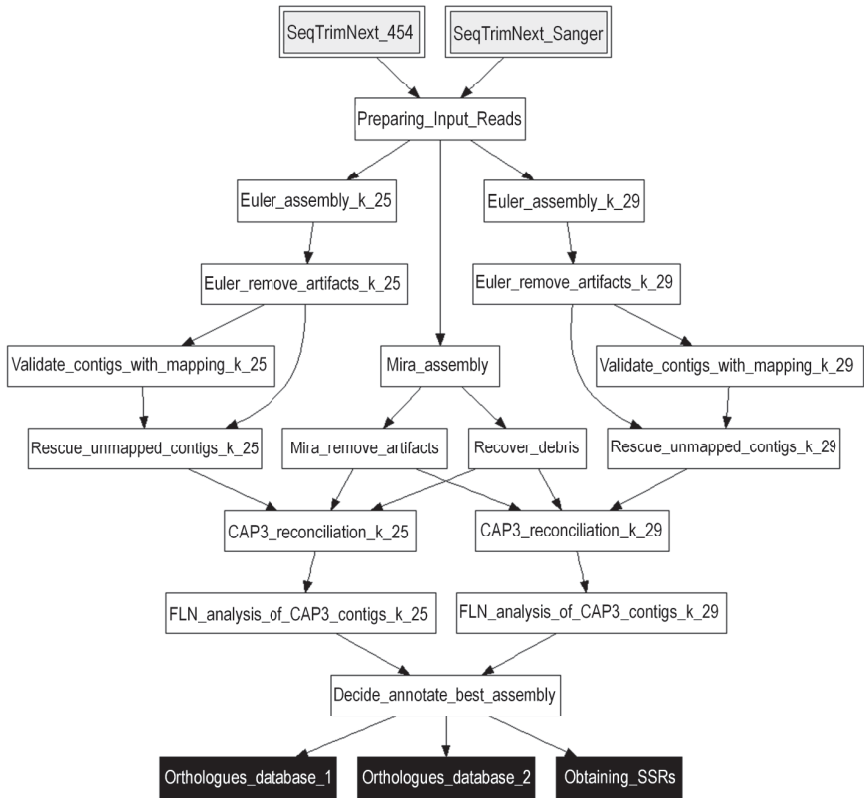 SeqTrimNext_454
SeqTrimNext_Sanger
Preparing_Input_Reads
Euler_assembly_k_25
Euler_assembly_k_29
Euler_remove_artifacts_k_25
Euler_remove_artifacts_k_29
Validate_contigs_with_mapping_k_25
Mira_assembly
Validate_contigs_with_mapping_k_29
Rescue_unmapped_contigs_k_25
Mira_remove_artifacts
Recover_debris
Rescue_unmapped_contigs_k_29
CAP3_reconciliation_k_25
CAP3_reconciliation_k_29
FLN_analysis_of_CAP3_contigs_k_25
FLN_analysis_of_CAP3_contigs_k_29
Decide_annotate_best_assembly
Orthologues_database_1
Orthologues_database_2
Obtaining_SSRs